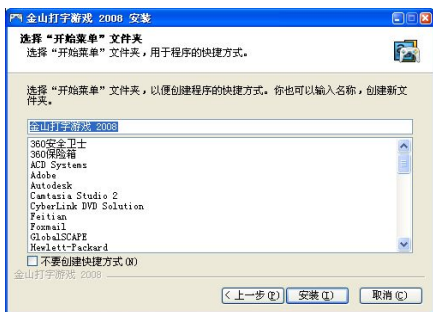 金山打字游戏 2008 安装
选择“开始菜单”文件夹
选择“开始菜单”文件夹，用于程序的快捷方式。
选择“开始菜单”文件夹，以便创建程序的快捷方式。你也可以输入名称，创建新文
件夹。
金山打字游戏 2008
360安全卫士
360保险箱
ACD Systems
Adobe
Autodesk
Camtasia Studio 2
CyberLink DVD Solution
Feitian
Foxmail
GlobalSCAPE
Hewlett-Packard
不要创建快捷方式(N)
金山打字游戏 2008
< 上一步(P) 安装(I) 取消(C)